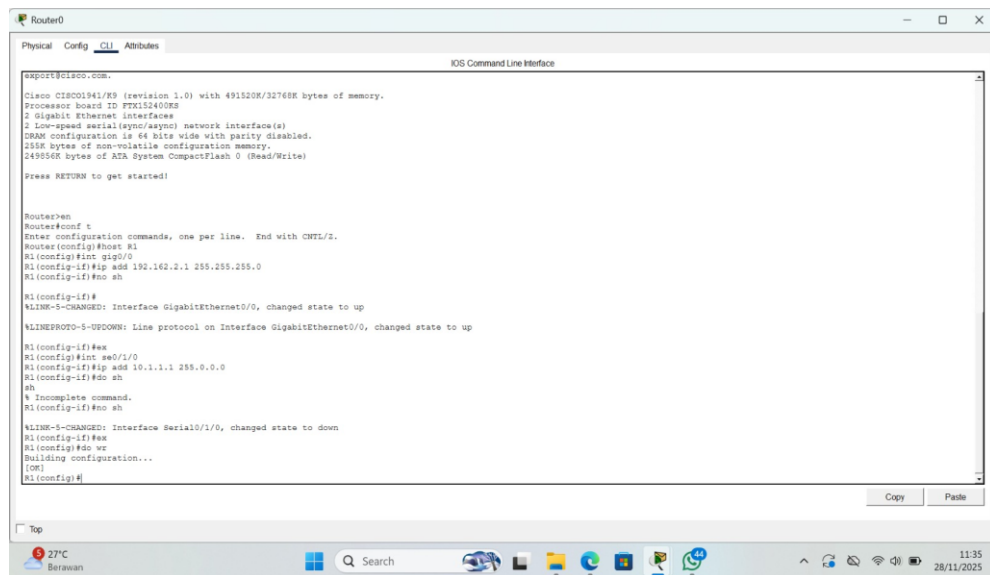 Router0
Physical Config CLI Attributes
IOS Command Line Interface
export@cisco.com.
Cisco CISCO1941/K9 (revision 1.0) with 491520K/32768K bytes of memory.
Processor board ID FTX152400KS
2 Gigabit Ethernet interfaces
2 Low-speed serial(sync/async) network interface(s)
DRAM configuration is 64 bits wide with parity disabled.
255K bytes of non-volatile configuration memory.
249856K bytes of ATA System CompactFlash 0 (Read/Write)
Press RETURN to get started!
Router>en
Router#conf t
Enter configuration commands, one per line. End with CNTL/Z.
Router(config)#host R1
R1(config)#int gig0/0
R1(config-if)#ip add 192.162.2.1 255.255.255.0
R1(config-if)#no sh
R1(config-if)#
%LINK-5-CHANGED: Interface GigabitEthernet0/0, changed state to up
%LINEPROTO-5-UPDOWN: Line protocol on Interface GigabitEthernet0/0, changed state to up
R1(config-if)#ex
R1(config)#int se0/1/0
R1(config-if)#ip add 10.1.1.1 255.0.0.0
R1(config-if)#do sh
sh
% Incomplete command.
R1(config-if)#no sh
%LINK-5-CHANGED: Interface Serial0/1/0, changed state to down
R1(config-if)#ex
R1(config)#do wr
Building configuration...
[OK]
R1(config)#
Copy Paste
Top
5 27°C
Berawan
Search
44
11:35
28/11/2025